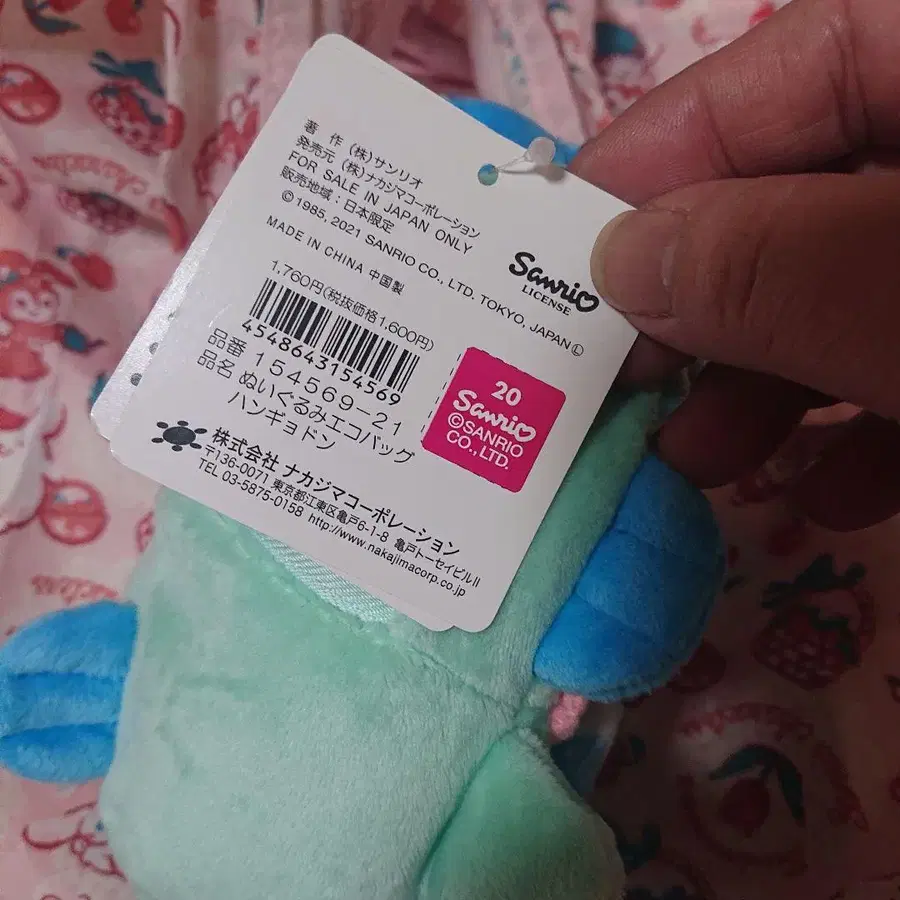 著 作 (株)サンリオ
発売元 (株)ナカジマコーポレーション
FOR SALE IN JAPAN ONLY
販売地域：日本限定
©1985, 2021 SANRIO CO., LTD. TOKYO, JAPAN Ⓛ
MADE IN CHINA 中国製
Sanrio
LICENSE
1,760円(税抜価格1,600円)
4548643154569
品番 154569-21
品名 ぬいぐるみエコバッグ
ハンギョドン
20
Sanrio
©SANRIO
CO., LTD.
株式会社 ナカジマコーポレーション
〒136-0071 東京都江東区亀戸6-1-8 亀戸トーセイビルII
TEL 03-5875-0158 http://www.nakajimacorp.co.jp